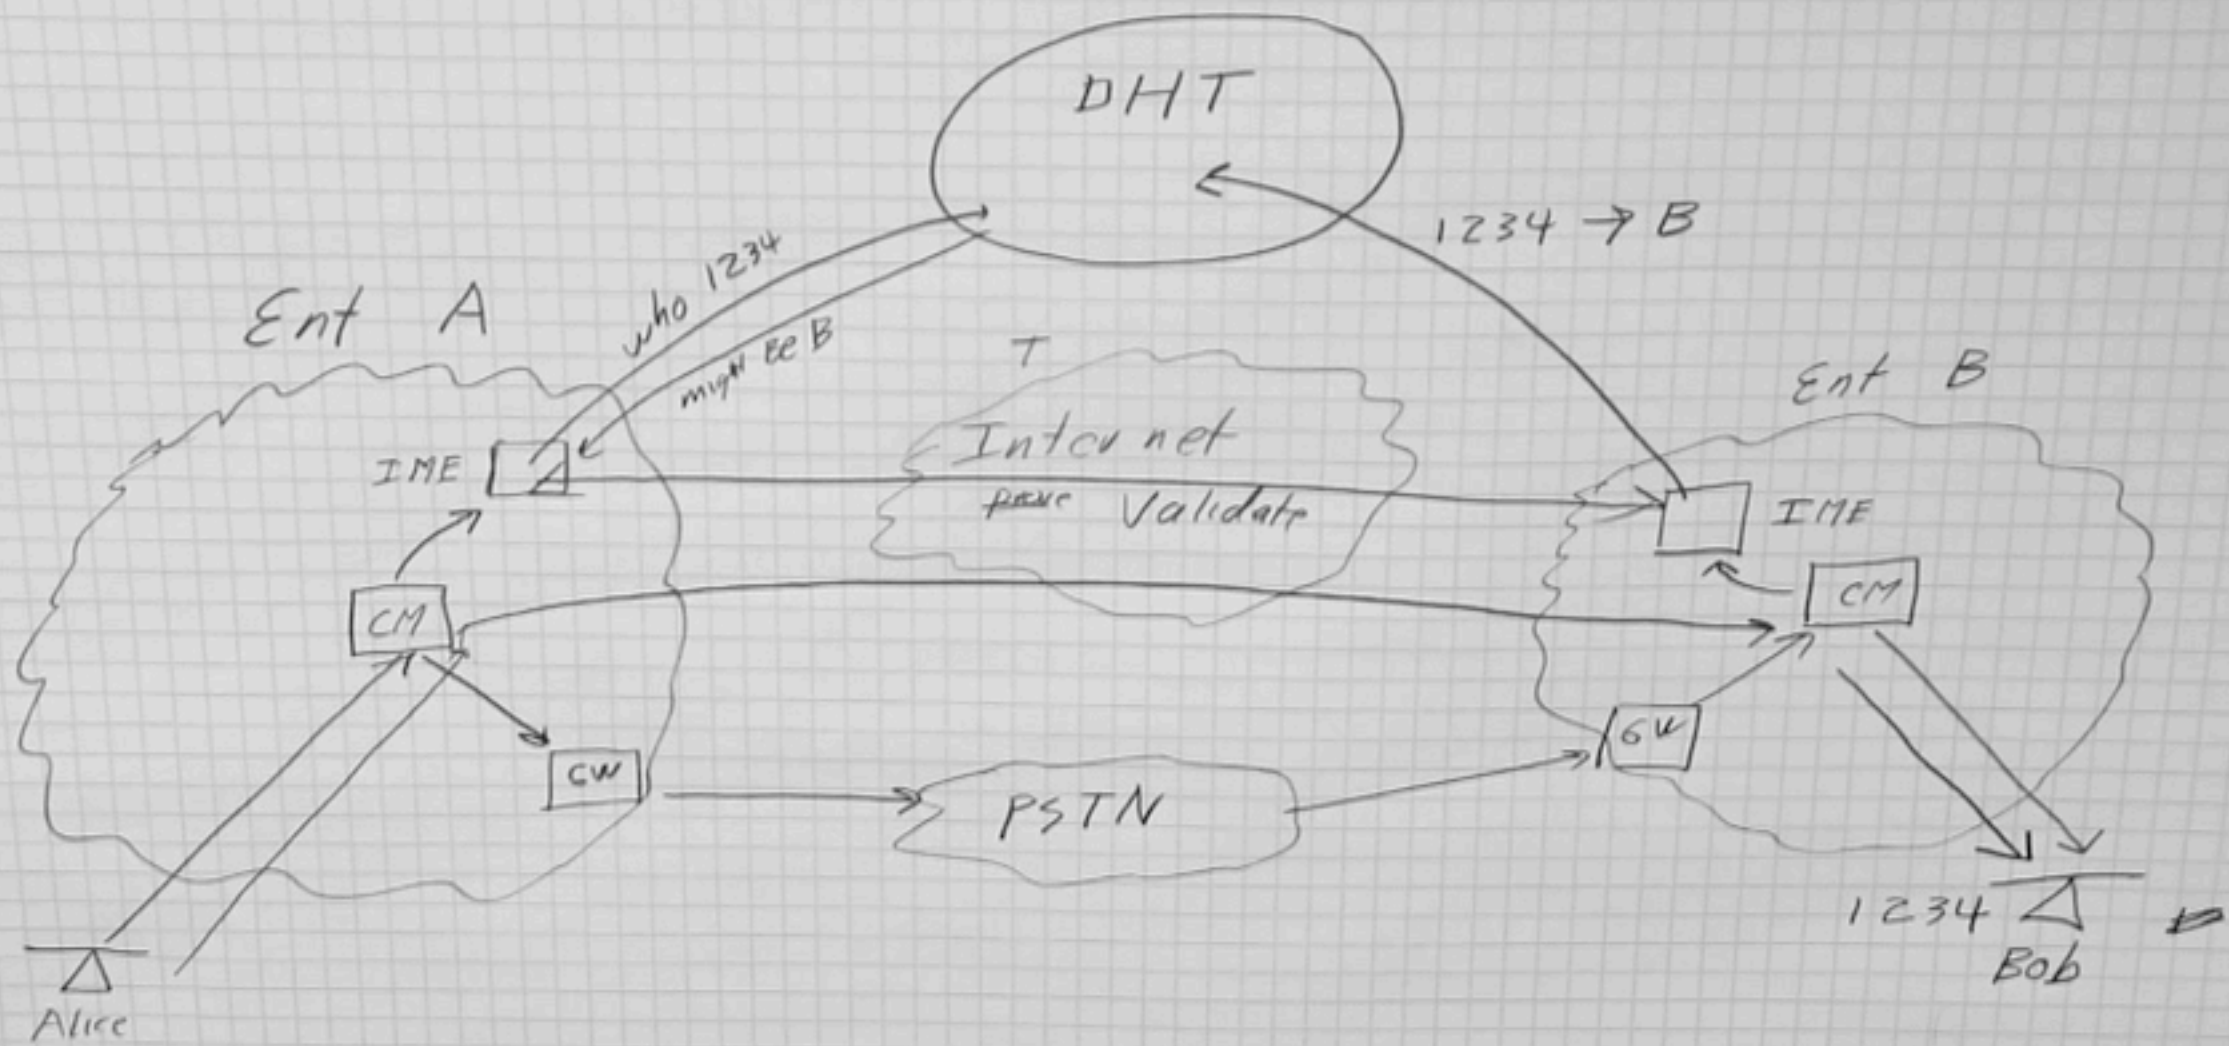 DHT
1234 → B
who 1234
might Be B
Ent A
T
Ent B
Internet
IME
Validate
IME
CM
CM
GW
GW
PSTN
1234
Bob
Alice